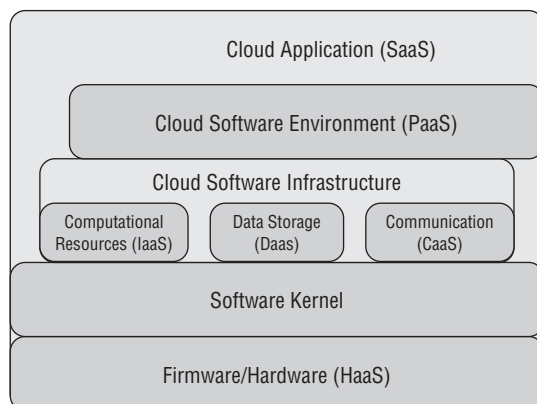 Cloud Application (SaaS)
Cloud Software Environment (PaaS)
Cloud Software Infrastructure
Computational
Resources (IaaS)
Data Storage
(Daas)
Communication
(CaaS)
Software Kernel
Firmware/Hardware (HaaS)